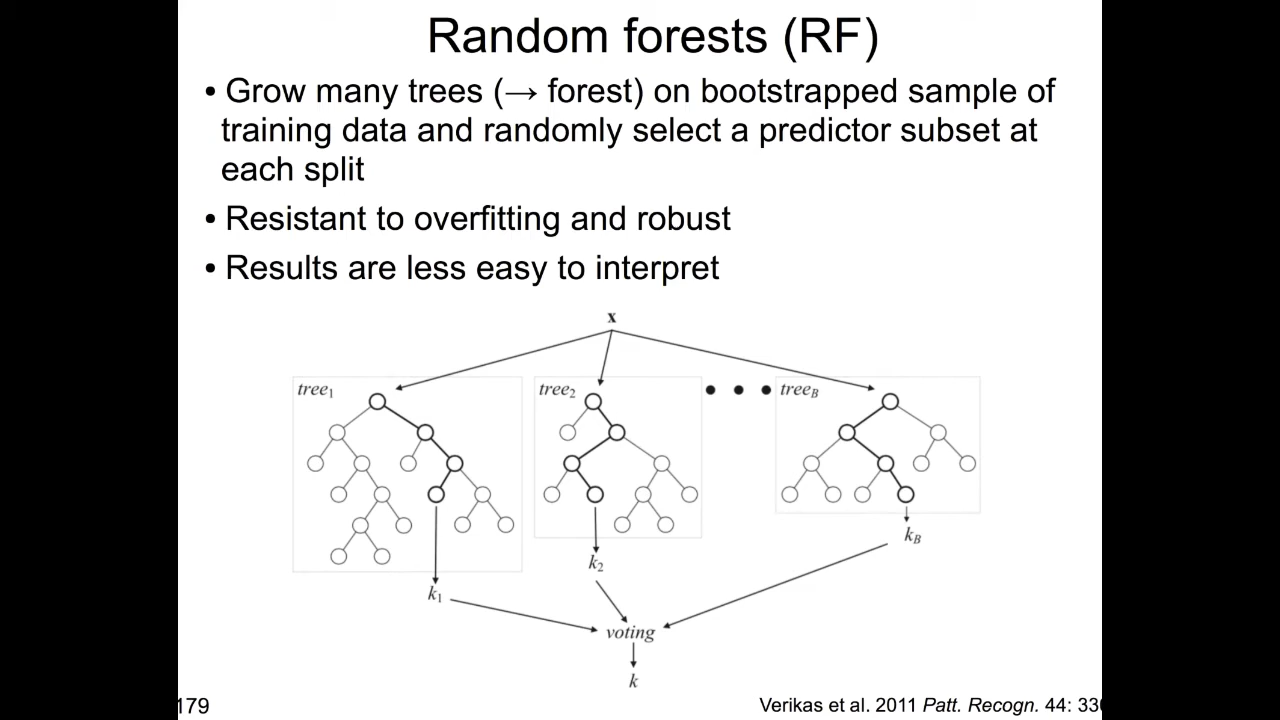 Random forests (RF)
• Grow many trees (→ forest) on bootstrapped sample of
training data and randomly select a predictor subset at
each split
• Resistant to overfitting and robust
• Results are less easy to interpret
x
tree1
tree2
• • •
treeB
kB
k2
k1
voting
k
179
Verikas et al. 2011 Patt. Recogn. 44: